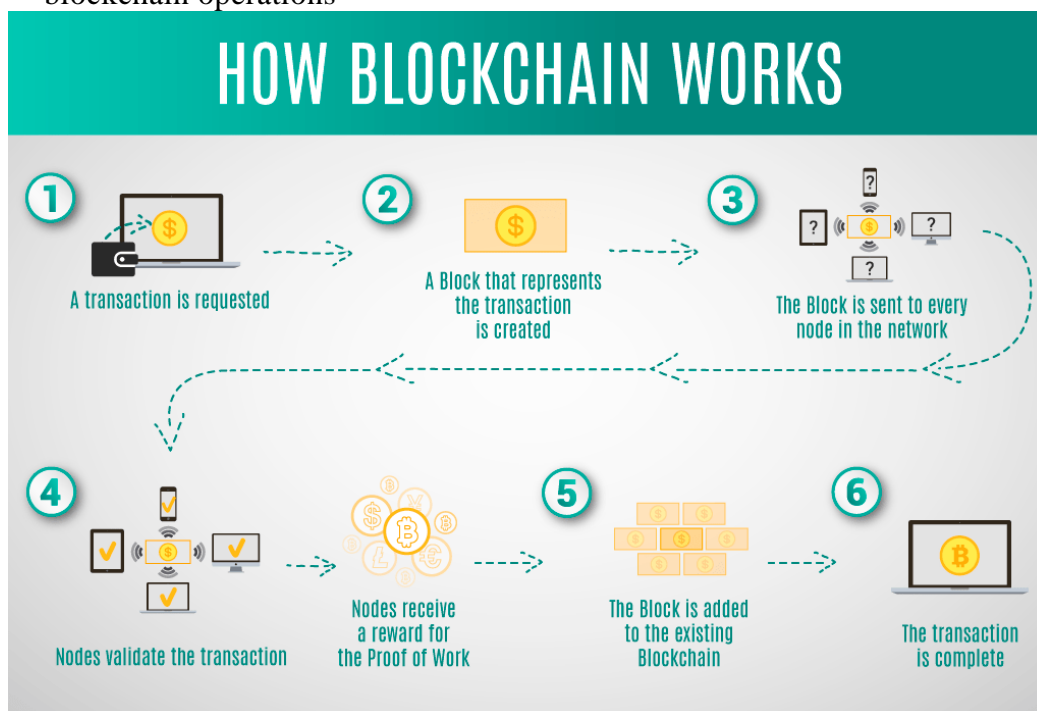 blockchain operations
HOW BLOCKCHAIN WORKS
1
A transaction is requested
2
A Block that represents
the transaction
is created
3
The Block is sent to every
node in the network
4
Nodes validate the transaction
Nodes receive
a reward for
the Proof of Work
5
The Block is added
to the existing
Blockchain
6
The transaction
is complete